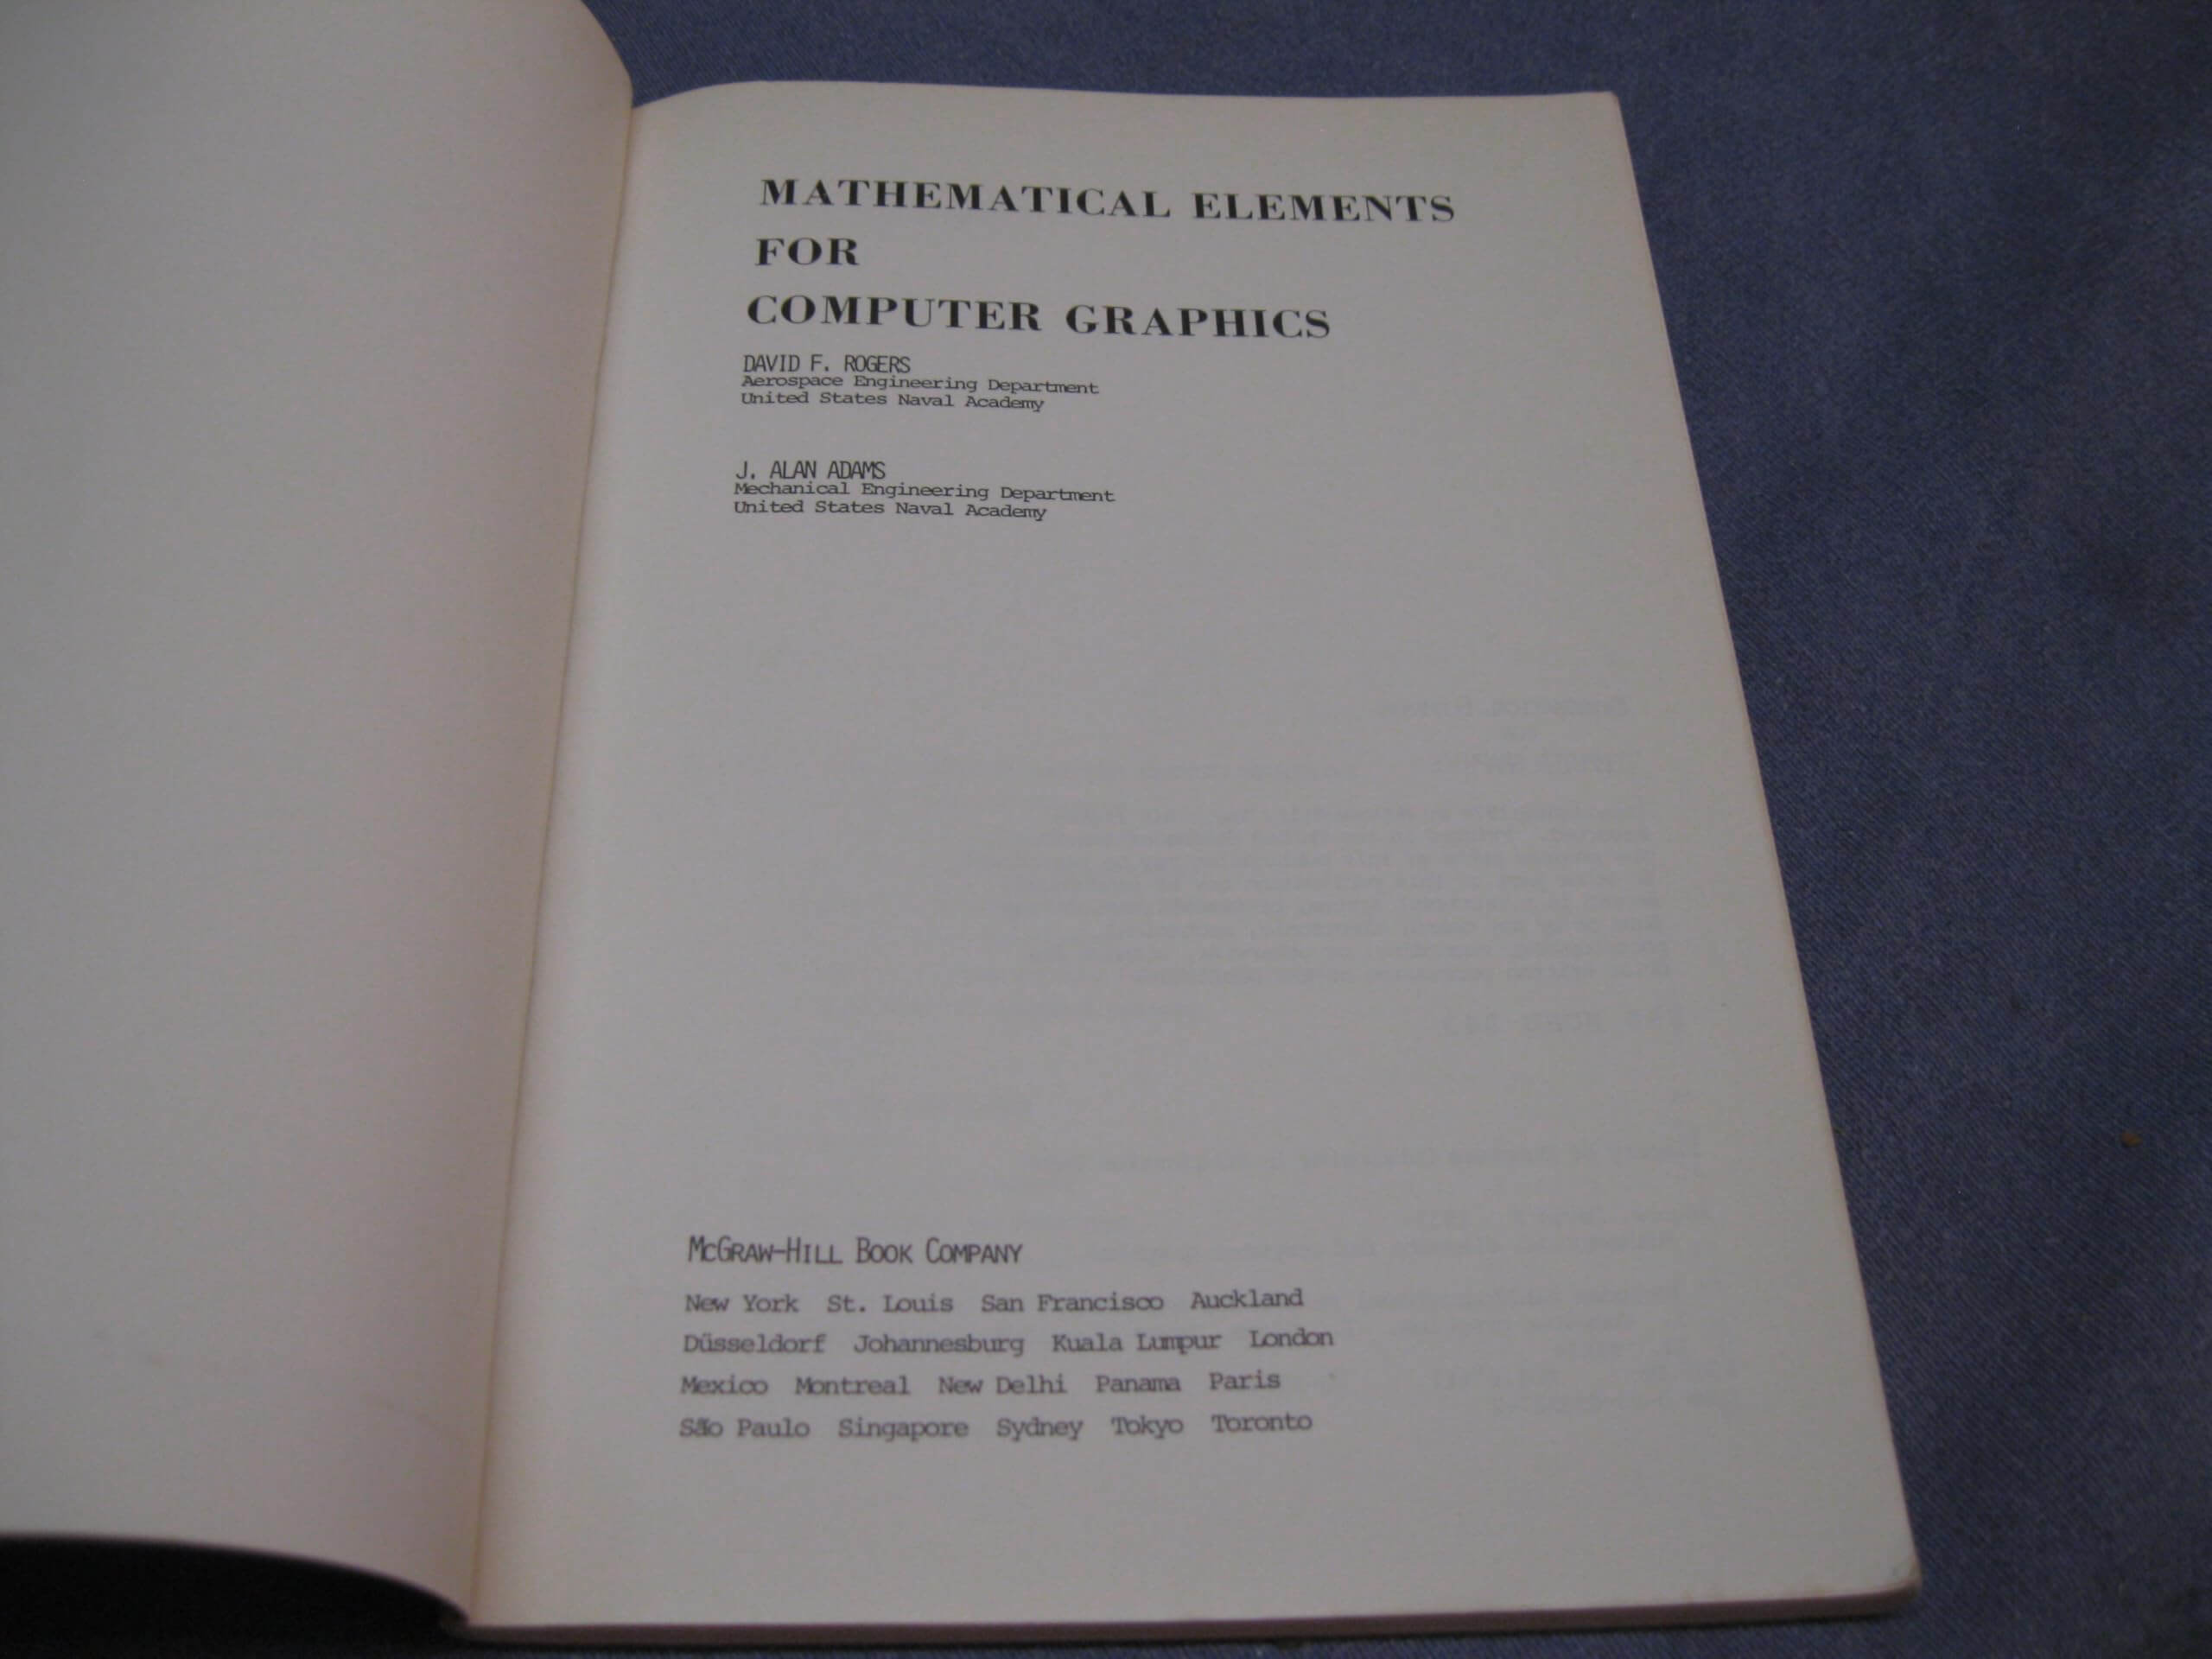 MATHEMATICAL ELEMENTS
FOR
COMPUTER GRAPHICS
DAVID F. ROGERS
Aerospace Engineering Department
United States Naval Academy
J. ALAN ADAMS
Mechanical Engineering Department
United States Naval Academy
McGRAW-HILL BOOK COMPANY
New York St. Louis San Francisco Auckland
Düsseldorf Johannesburg Kuala Lumpur London
Mexico Montreal New Delhi Panama Paris
São Paulo Singapore Sydney Tokyo Toronto